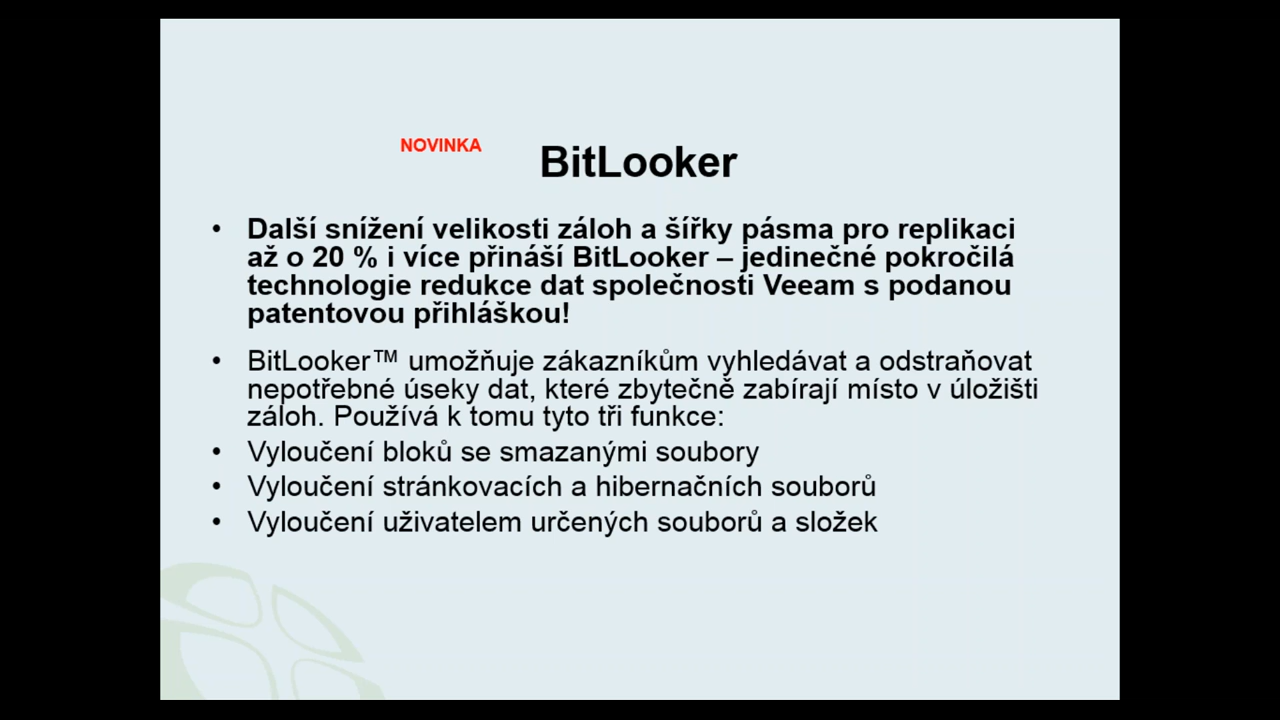 NOVINKA
BitLooker
• Další snížení velikosti záloh a šířky pásma pro replikaci
až o 20 % i více přináší BitLooker – jedinečné pokročilá
technologie redukce dat společnosti Veeam s podanou
patentovou přihláškou!
• BitLooker™ umožňuje zákazníkům vyhledávat a odstraňovat
nepotřebné úseky dat, které zbytečně zabírají místo v úložišti
záloh. Používá k tomu tyto tři funkce:
• Vyloučení bloků se smazanými soubory
• Vyloučení stránkovacích a hibernačních souborů
• Vyloučení uživatelem určených souborů a složek